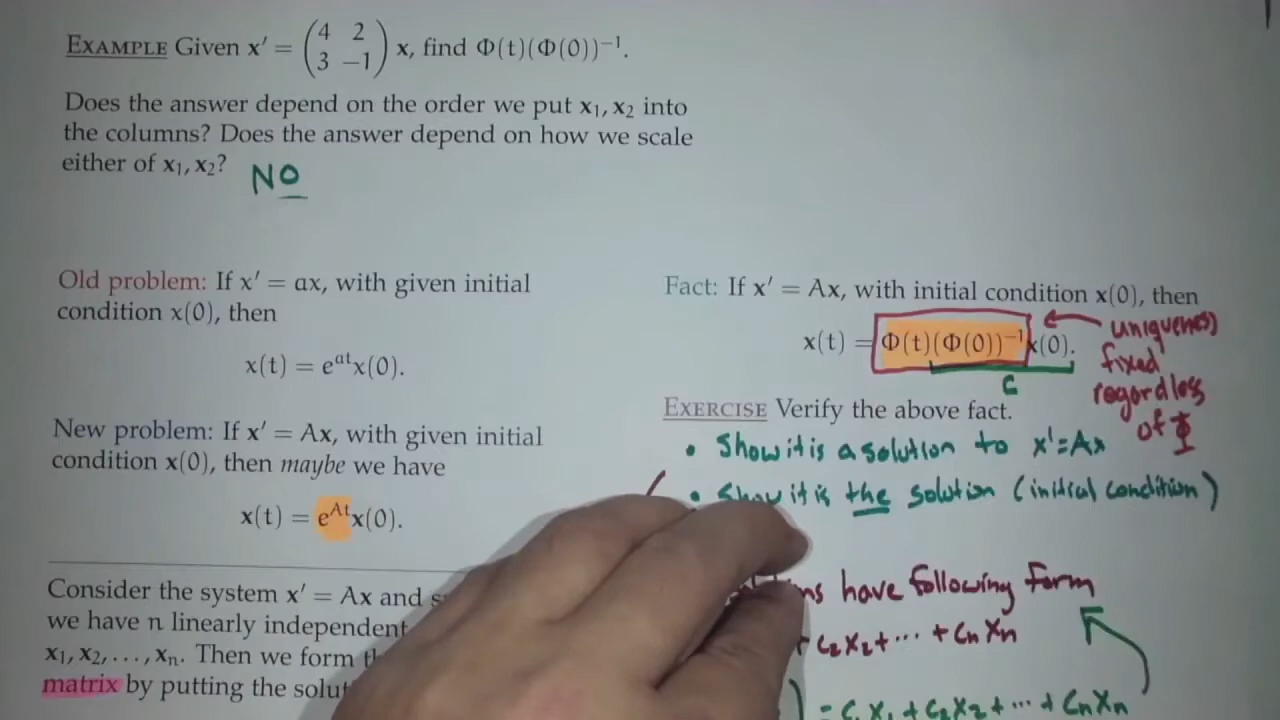 EXAMPLE Given x′ = (4 2
3 −1) x, find Φ(t)(Φ(0))⁻¹.
Does the answer depend on the order we put x₁, x₂ into
the columns? Does the answer depend on how we scale
either of x₁, x₂?
NO
Old problem: If x′ = ax, with given initial
condition x(0), then
x(t) = eᵃᵗx(0).
New problem: If x′ = Ax, with given initial
condition x(0), then maybe we have
x(t) = eᴬᵗx(0).
Consider the system x′ = Ax and
we have n linearly independent
x₁, x₂, . . . , xₙ. Then we form
matrix by putting the
Fact: If x′ = Ax, with initial condition x(0), then
x(t) = Φ(t)(Φ(0))⁻¹x(0).
C
uniqueness
fixed
regardless
of Φ
EXERCISE Verify the above fact.
• Show it is a solution to x′=Ax
• Show it is the solution (initial condition)
have following form
+ C₂X₂+ ··· + CₙXₙ
) = C₁X₁ + C₂X₂ + ··· + CₙXₙ